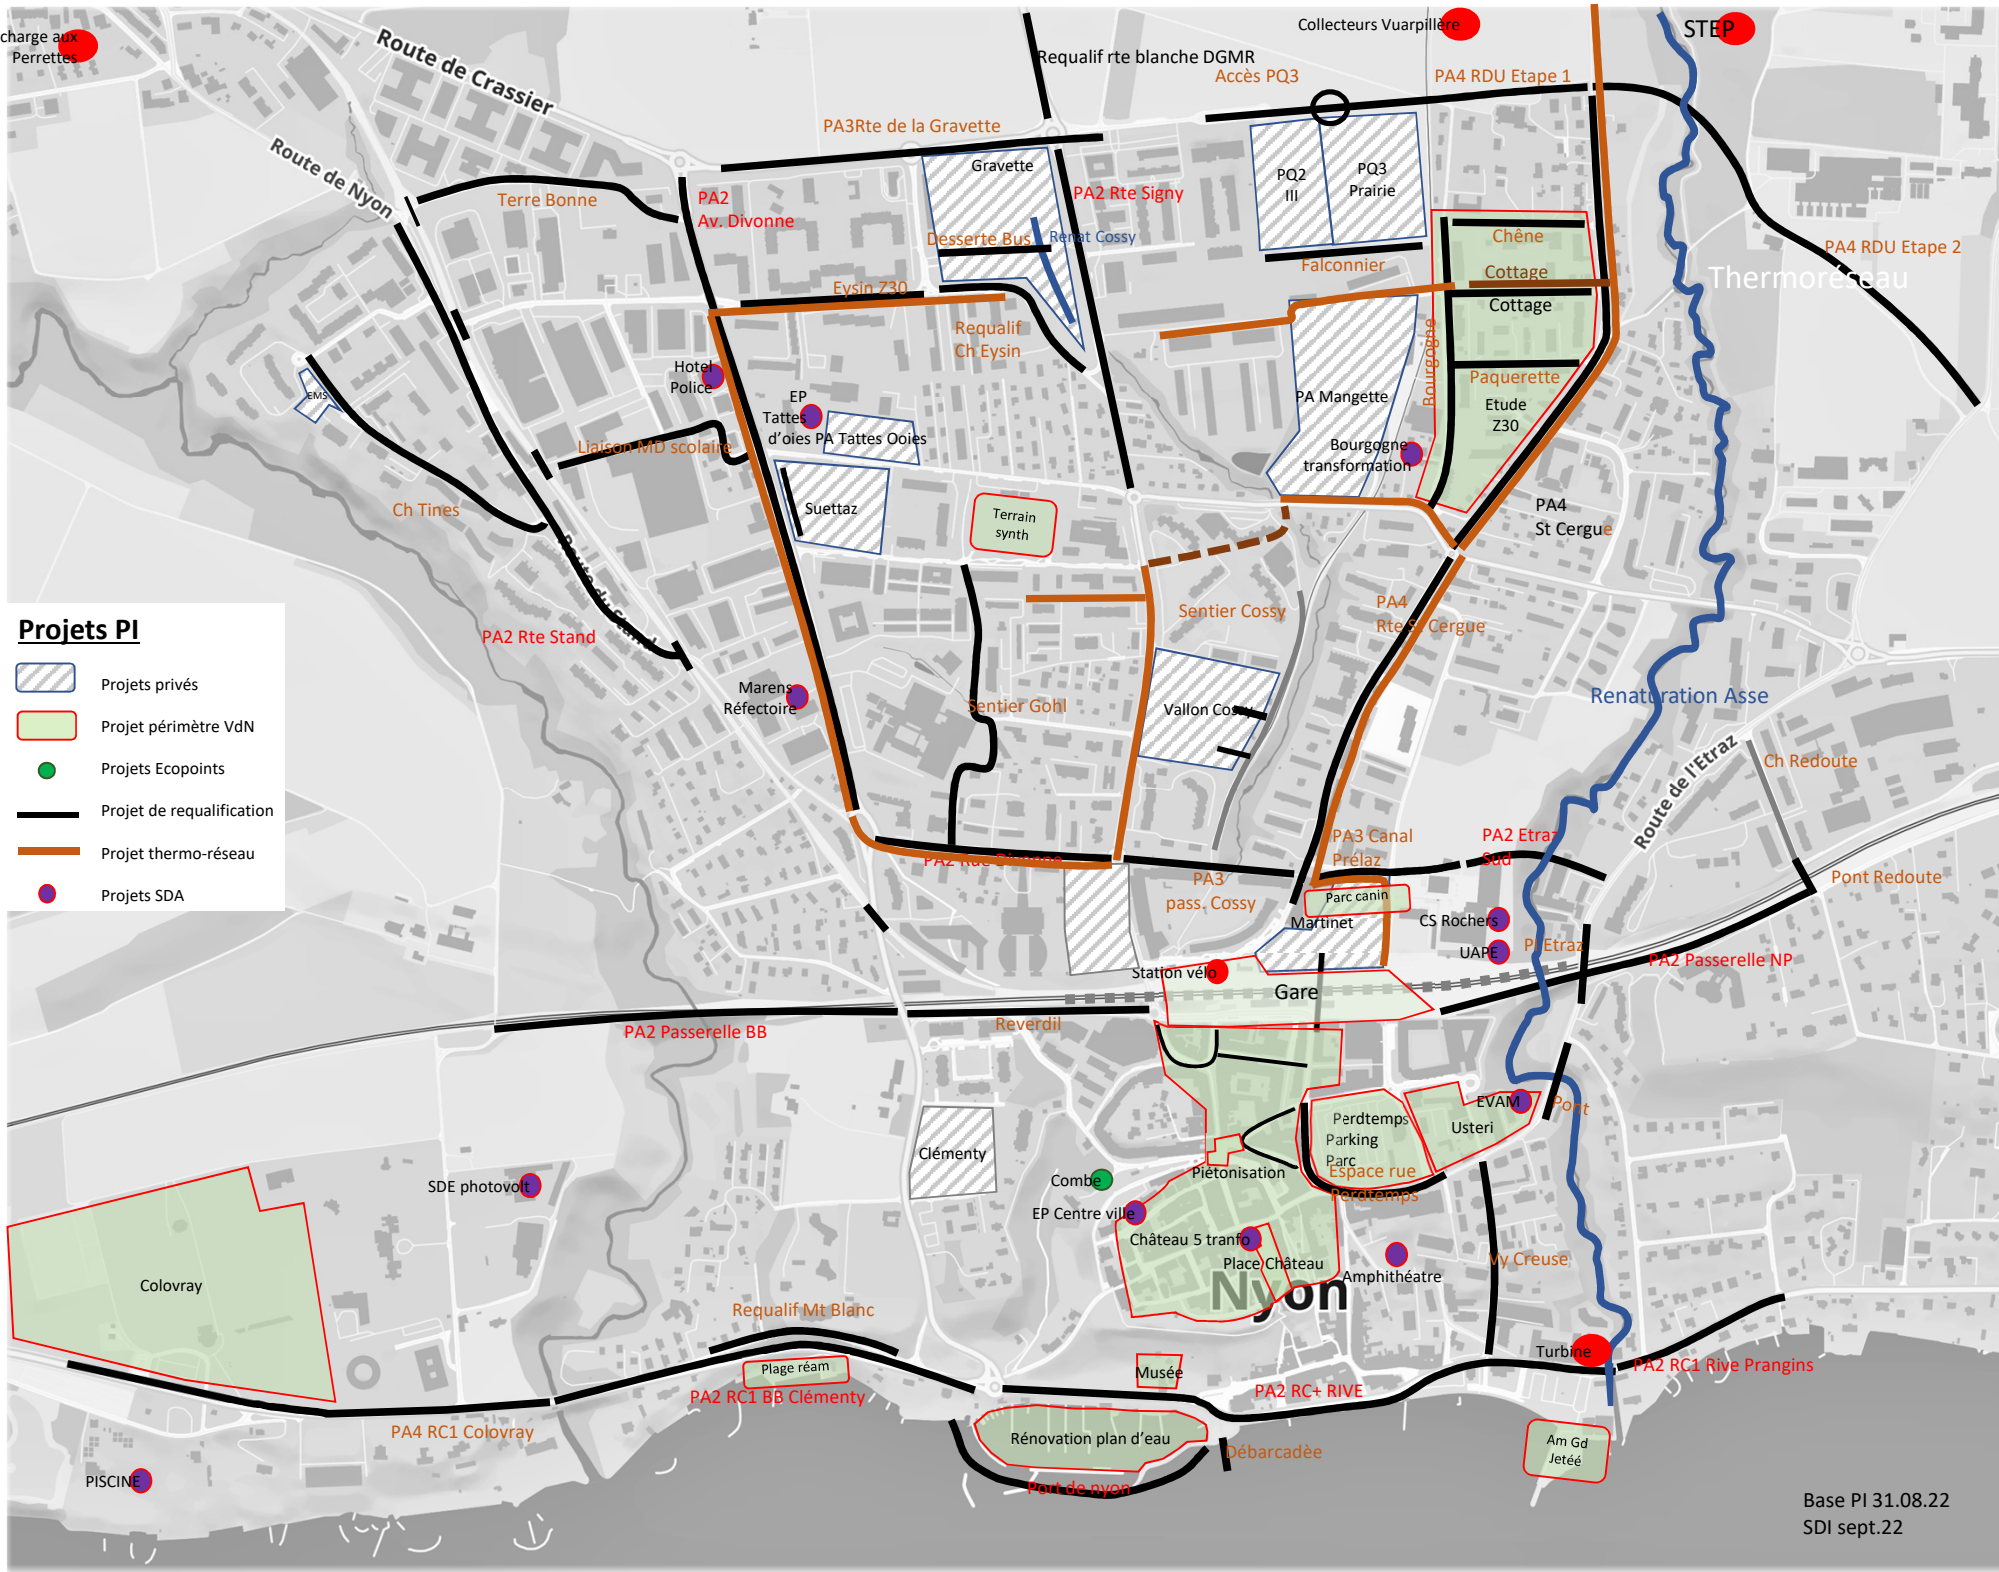 charge aux
Perrettes
Route de Crassier
Requalif rte blanche DGMR
Collecteurs Vuarpillère
STEP
Accès PQ3
PA4 RDU Etape 1
PA3Rte de la Gravette
Route de Nyon
Gravette
Terre Bonne
PA2
Av. Divonne
PA2 Rte Signy
PQ2
III
PQ3
Prairie
Desserte Bus
Renat Cossy
Chêne
Falconnier
Cottage
Cottage
PA4 RDU Etape 2
Thermoréseau
Eysin Z30
Requalif
Ch Eysin
Hotel
Police
EMS
EP
Tattes
d'oies
PA Tattes Ooies
PA Mangette
Bourgogne
Paquerette
Etude
Z30
Liaison MD scolaire
Bourgogne
transformation
Ch Tines
Suettaz
Terrain
synth
PA4
St Cergue
Route du Stand
PA2 Rte Stand
Sentier Cossy
PA4
Rte St Cergue
Projets PI
Projets privés
Projet périmètre VdN
Projets Ecopoints
Projet de requalification
Projet thermo-réseau
Projets SDA
Marens
Réfectoire
Sentier Gohl
Vallon Cossy
Renaturation Asse
Route de l'Etraz
Ch Redoute
PA2 Rue Divonne
PA3 Canal
Prélaz
PA2 Etraz
Sud
PA3
pass. Cossy
Parc canin
Martinet
CS Rochers
UAPE
PI Etraz
Pont Redoute
PA2 Passerelle NP
Station vélo
Gare
PA2 Passerelle BB
Reverdil
Clémenty
Perdtemps
Parking
Parc
EVAM
Usteri
Pont
Combe
Piétonisation
Espace rue
Perdtemps
SDE photovolt
EP Centre ville
Château 5 tranfo
Place Château
Nyon
Amphithéatre
Vy Creuse
Colovray
Requalif Mt Blanc
Plage réam
PA2 RC1 BB Clémenty
Musée
PA2 RC+ RIVE
Turbine
PA2 RC1 Rive Prangins
PA4 RC1 Colovray
Rénovation plan d'eau
Débarcadèe
Am Gd
Jetéé
PISCINE
Port de nyon
Base PI 31.08.22
SDI sept.22